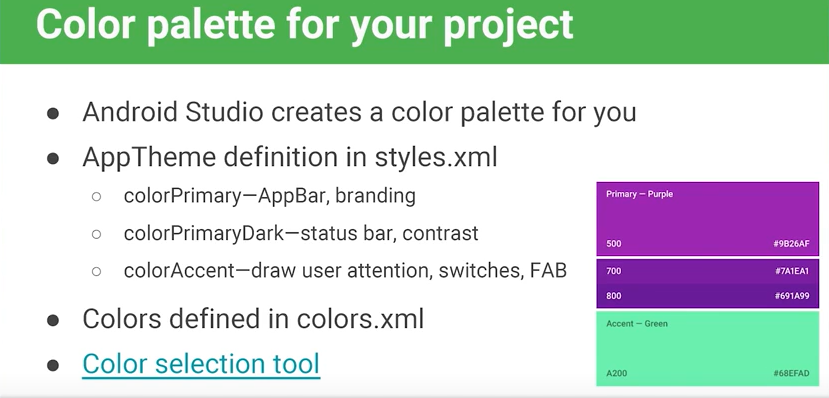 Color palette for your project
● Android Studio creates a color palette for you
● AppTheme definition in styles.xml
○ colorPrimary—AppBar, branding
○ colorPrimaryDark—status bar, contrast
○ colorAccent—draw user attention, switches, FAB
● Colors defined in colors.xml
● Color selection tool
Primary — Purple
500 #9B26AF
700 #7A1EA1
800 #691A99
Accent — Green
A200 #68EFAD